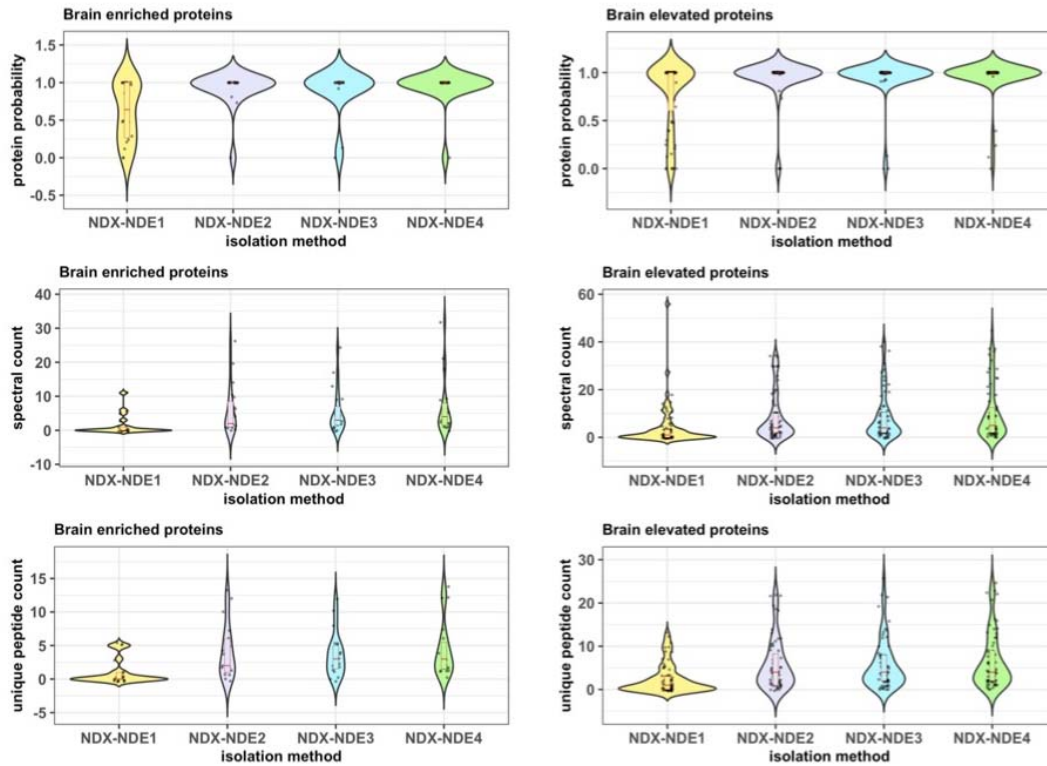 Brain enriched proteins
protein probability
1.5
1.0
0.5
0.0
-0.5
NDX-NDE1 NDX-NDE2 NDX-NDE3 NDX-NDE4
isolation method
Brain elevated proteins
protein probability
1.0
0.5
0.0
NDX-NDE1 NDX-NDE2 NDX-NDE3 NDX-NDE4
isolation method
Brain enriched proteins
spectral count
40
30
20
10
0
-10
NDX-NDE1 NDX-NDE2 NDX-NDE3 NDX-NDE4
isolation method
Brain elevated proteins
spectral count
60
40
20
0
NDX-NDE1 NDX-NDE2 NDX-NDE3 NDX-NDE4
isolation method
Brain enriched proteins
unique peptide count
15
10
5
0
-5
NDX-NDE1 NDX-NDE2 NDX-NDE3 NDX-NDE4
isolation method
Brain elevated proteins
unique peptide count
30
20
10
0
NDX-NDE1 NDX-NDE2 NDX-NDE3 NDX-NDE4
isolation method